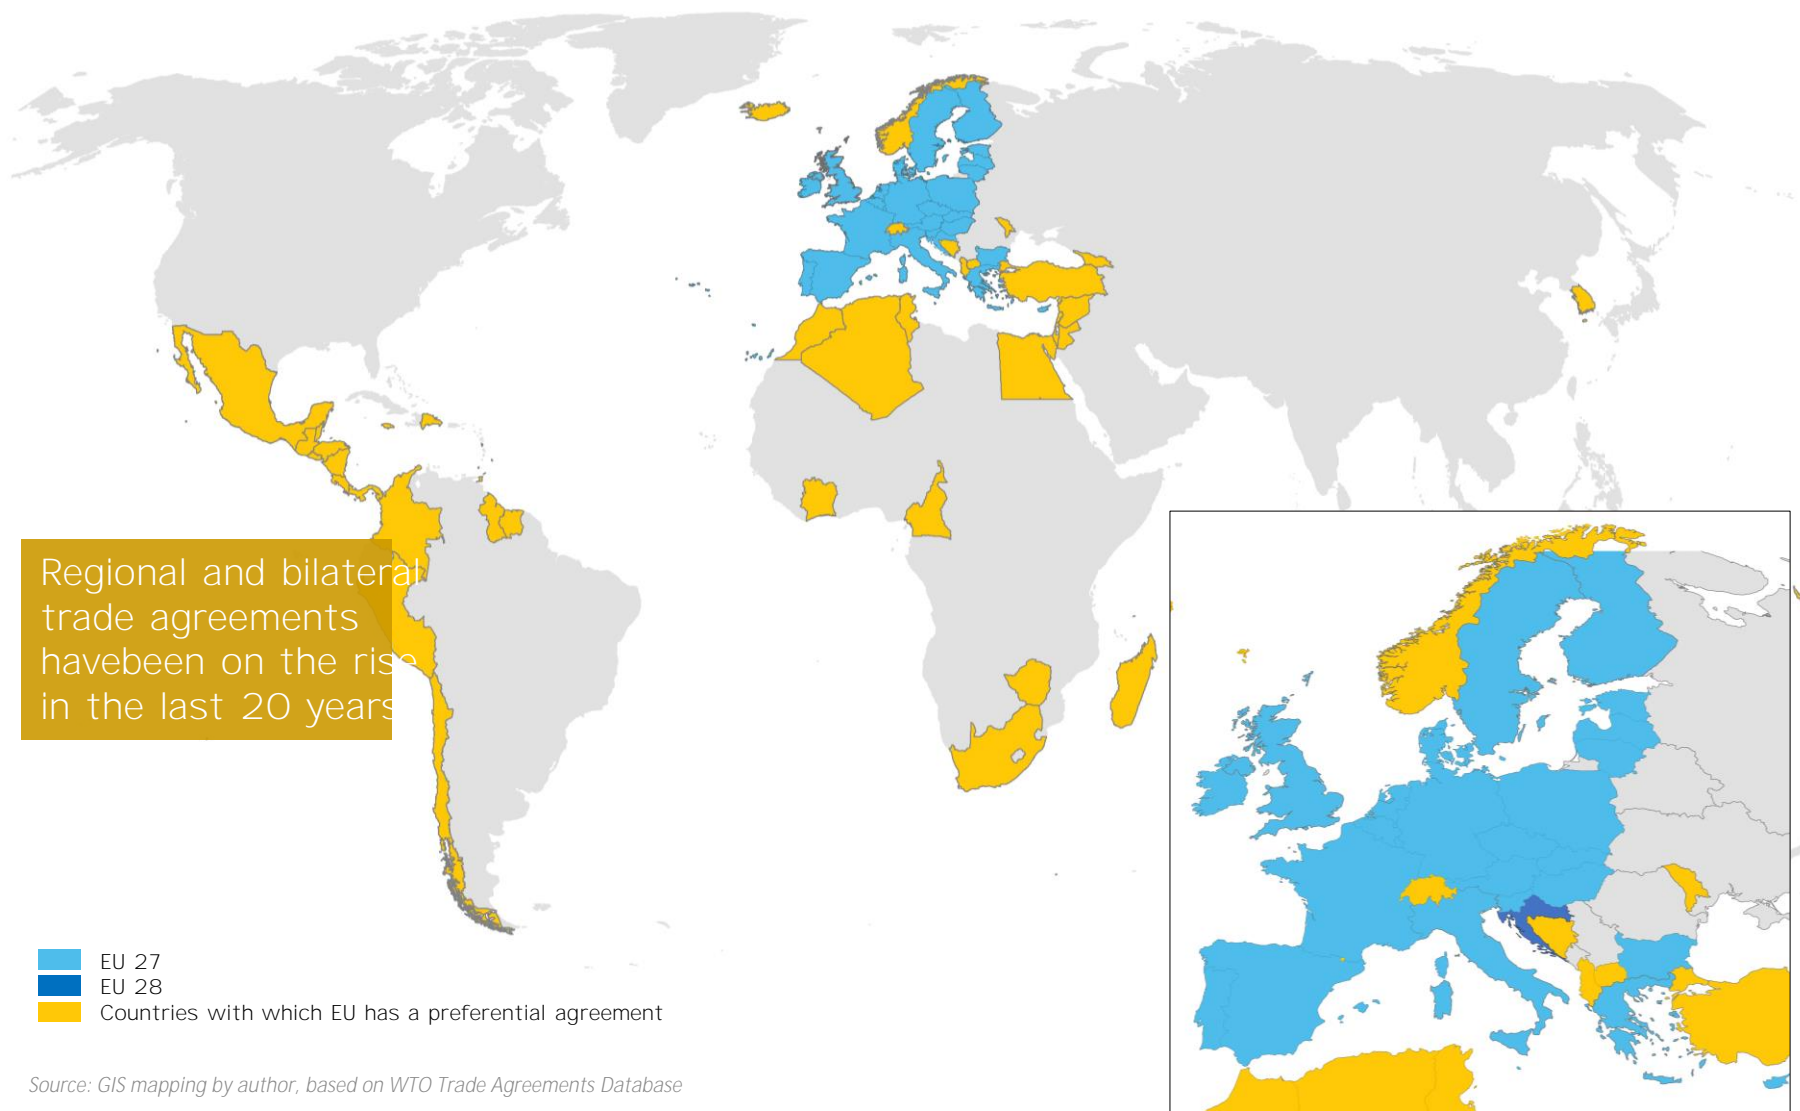 Regional and bilateral
trade agreements
havebeen on the rise
in the last 20 years
EU 27
EU 28
Countries with which EU has a preferential agreement
Source: GIS mapping by author, based on WTO Trade Agreements Database